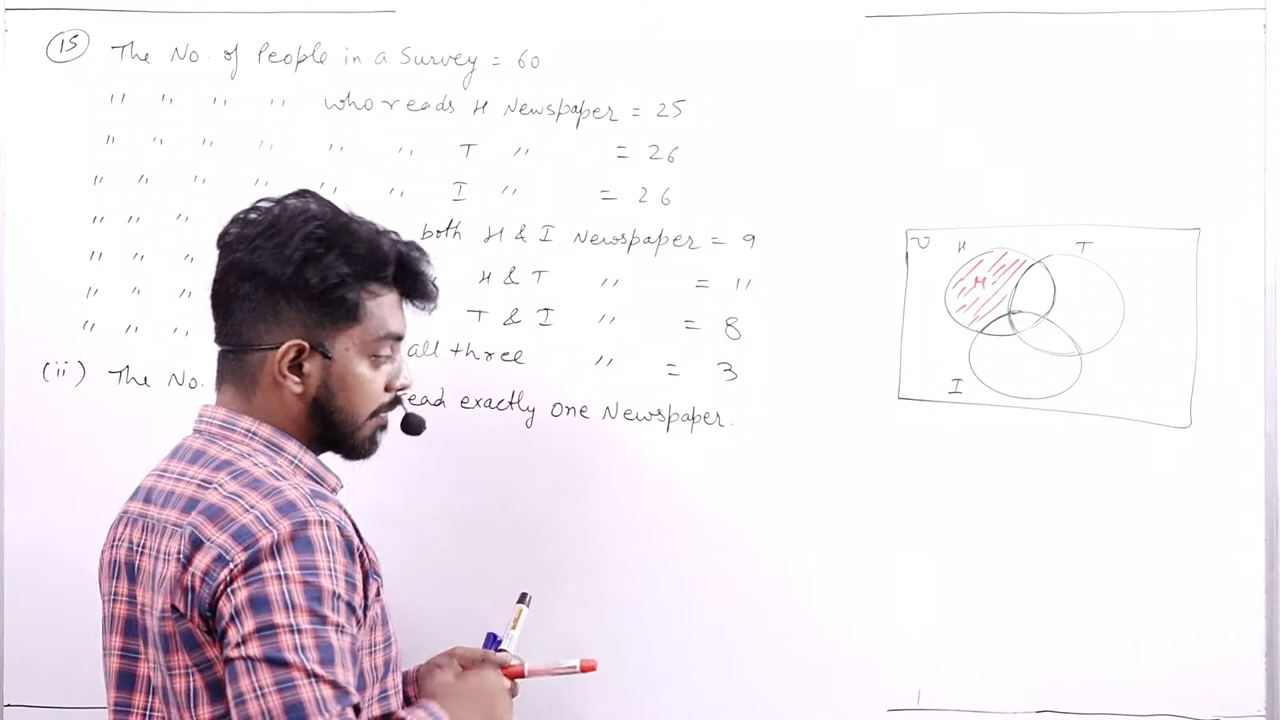 (15) The No. of People in a Survey = 60
" " " " who reads H Newspaper = 25
" " " " " " T " = 26
" " " " " " I " = 26
" " " both H & I Newspaper = 9
" " " H & T " = 11
" " " T & I " = 8
" " " all three " = 3
(ii) The No. read exactly one Newspaper.
U H T
H
I